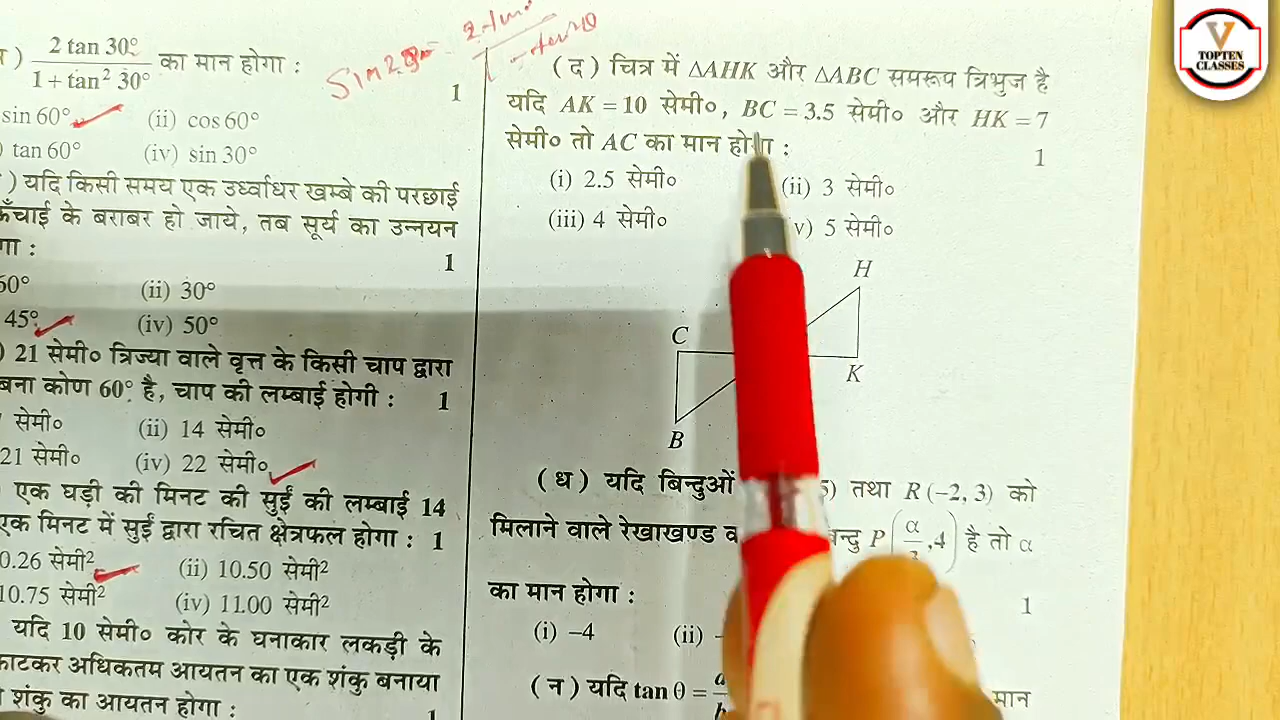 2 tan 30°
1 + tan² 30°
का मान होगा :
1
sin 60°
(ii) cos 60°
tan 60°
(iv) sin 30°
) यदि किसी समय एक उर्ध्वाधर खम्बे की परछाई
ऊँचाई के बराबर हो जाये, तब सूर्य का उन्नयन
1
(ii) 30°
45°
(iv) 50°
) 21 सेमी० त्रिज्या वाले वृत्त के किसी चाप द्वारा
बना कोण 60° है, चाप की लम्बाई होगी : 1
सेमी०
(ii) 14 सेमी०
21 सेमी०
(iv) 22 सेमी०
एक घड़ी की मिनट की सुईं की लम्बाई 14
एक मिनट में सुईं द्वारा रचित क्षेत्रफल होगा : 1
0.26 सेमी²
(ii) 10.50 सेमी²
10.75 सेमी²
(iv) 11.00 सेमी²
यदि 10 सेमी० कोर के घनाकार लकड़ी के
काटकर अधिकतम आयतन का एक शंकु बनाया
शंकु का आयतन होगा :
1
(द) चित्र में △AHK और △ABC समरूप त्रिभुज है
यदि AK = 10 सेमी०, BC = 3.5 सेमी० और HK = 7
सेमी० तो AC का मान होगा :
1
(i) 2.5 सेमी०
(ii) 3 सेमी०
(iii) 4 सेमी०
v) 5 सेमी०
H
C
K
B
(ध) यदि बिन्दुओं 5) तथा R (–2, 3) को
मिलाने वाले रेखाखण्ड P(α/3, 4) है तो α
का मान होगा :
1
(i) –4
(ii) –
(न) यदि tan θ = मान
V
TOPTEN
CLASSES